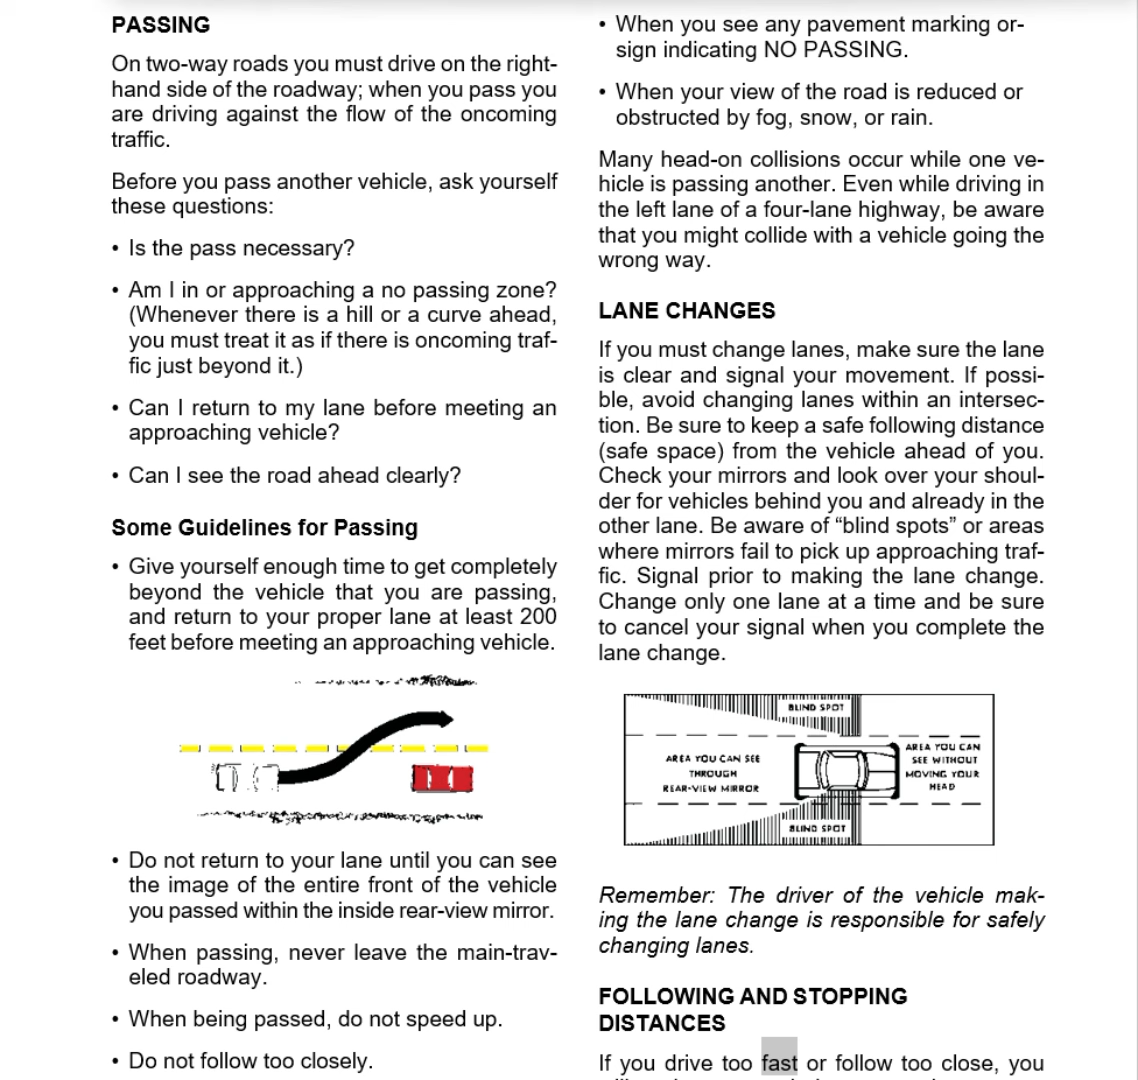 PASSING
On two-way roads you must drive on the right-
hand side of the roadway; when you pass you
are driving against the flow of the oncoming
traffic.
Before you pass another vehicle, ask yourself
these questions:
• Is the pass necessary?
• Am I in or approaching a no passing zone?
(Whenever there is a hill or a curve ahead,
you must treat it as if there is oncoming traf-
fic just beyond it.)
• Can I return to my lane before meeting an
approaching vehicle?
• Can I see the road ahead clearly?
Some Guidelines for Passing
• Give yourself enough time to get completely
beyond the vehicle that you are passing,
and return to your proper lane at least 200
feet before meeting an approaching vehicle.
• Do not return to your lane until you can see
the image of the entire front of the vehicle
you passed within the inside rear-view mirror.
• When passing, never leave the main-trav-
eled roadway.
• When being passed, do not speed up.
• Do not follow too closely.
• When you see any pavement marking or-
sign indicating NO PASSING.
• When your view of the road is reduced or
obstructed by fog, snow, or rain.
Many head-on collisions occur while one ve-
hicle is passing another. Even while driving in
the left lane of a four-lane highway, be aware
that you might collide with a vehicle going the
wrong way.
LANE CHANGES
If you must change lanes, make sure the lane
is clear and signal your movement. If possi-
ble, avoid changing lanes within an intersec-
tion. Be sure to keep a safe following distance
(safe space) from the vehicle ahead of you.
Check your mirrors and look over your shoul-
der for vehicles behind you and already in the
other lane. Be aware of “blind spots” or areas
where mirrors fail to pick up approaching traf-
fic. Signal prior to making the lane change.
Change only one lane at a time and be sure
to cancel your signal when you complete the
lane change.
BLIND SPOT
AREA YOU CAN SEE
THROUGH
REAR-VIEW MIRROR
AREA YOU CAN
SEE WITHOUT
MOVING YOUR
HEAD
BLIND SPOT
Remember: The driver of the vehicle mak-
ing the lane change is responsible for safely
changing lanes.
FOLLOWING AND STOPPING
DISTANCES
If you drive too fast or follow too close, you